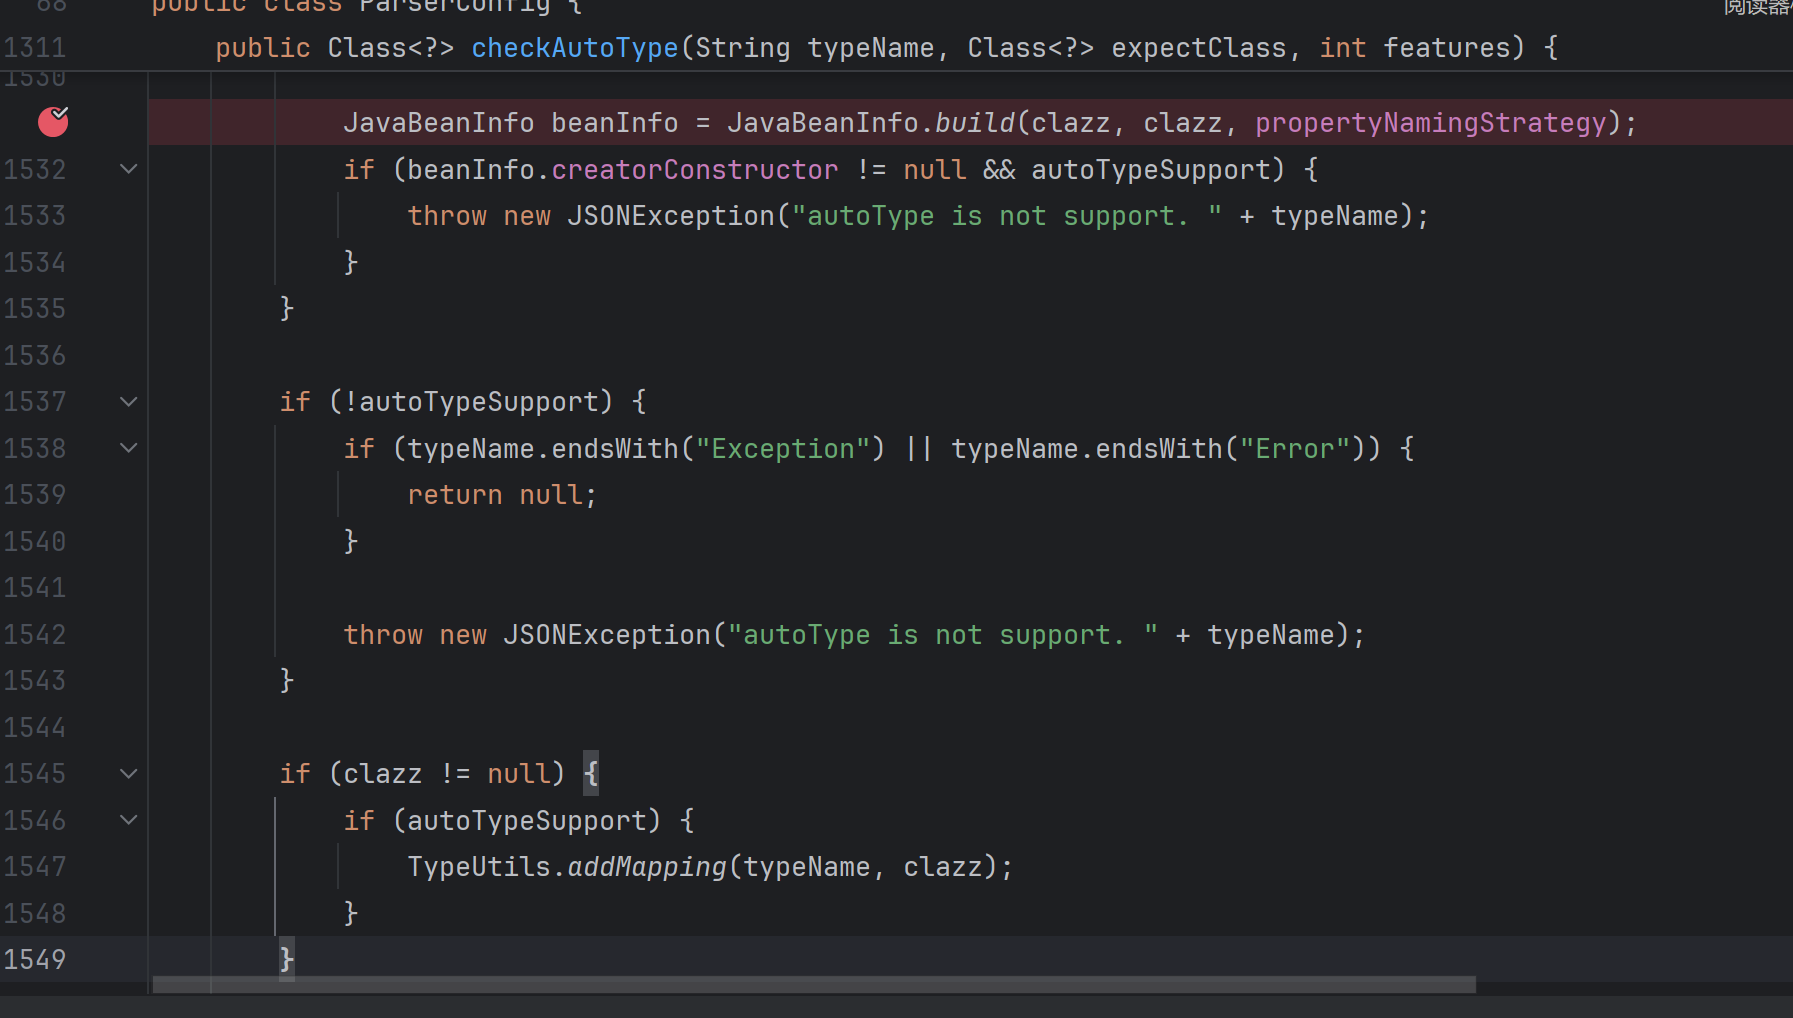 68 public class ParserConfig { 阅读器
1311 public Class<?> checkAutoType(String typeName, Class<?> expectClass, int features) {
1530
JavaBeanInfo beanInfo = JavaBeanInfo.build(clazz, clazz, propertyNamingStrategy);
1532 if (beanInfo.creatorConstructor != null && autoTypeSupport) {
1533 throw new JSONException("autoType is not support. " + typeName);
1534 }
1535 }
1536
1537 if (!autoTypeSupport) {
1538 if (typeName.endsWith("Exception") || typeName.endsWith("Error")) {
1539 return null;
1540 }
1541
1542 throw new JSONException("autoType is not support. " + typeName);
1543 }
1544
1545 if (clazz != null) {
1546 if (autoTypeSupport) {
1547 TypeUtils.addMapping(typeName, clazz);
1548 }
1549 }